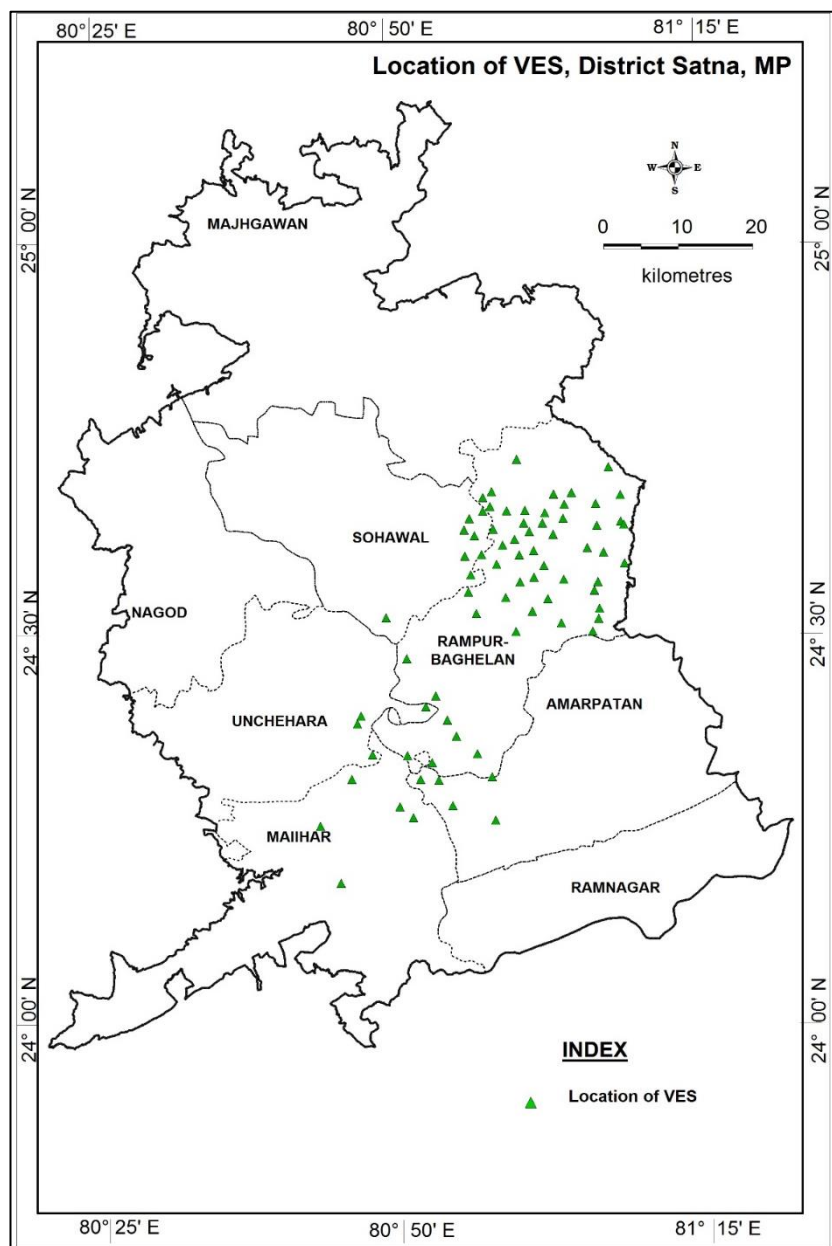 80° 25' E 80° 50' E 81° 15' E
Location of VES, District Satna, MP
N
W E
S
MAJHGAWAN
25° 00' N
25° 00' N
0 10 20
kilometres
SOHAWAL
NAGOD
24° 30' N
24° 30' N
RAMPUR-
BAGHELAN
AMARPATAN
UNCHEHARA
MAIIHAR
RAMNAGAR
24° 00' N
24° 00' N
INDEX
Location of VES
80° 25' E 80° 50' E 81° 15' E